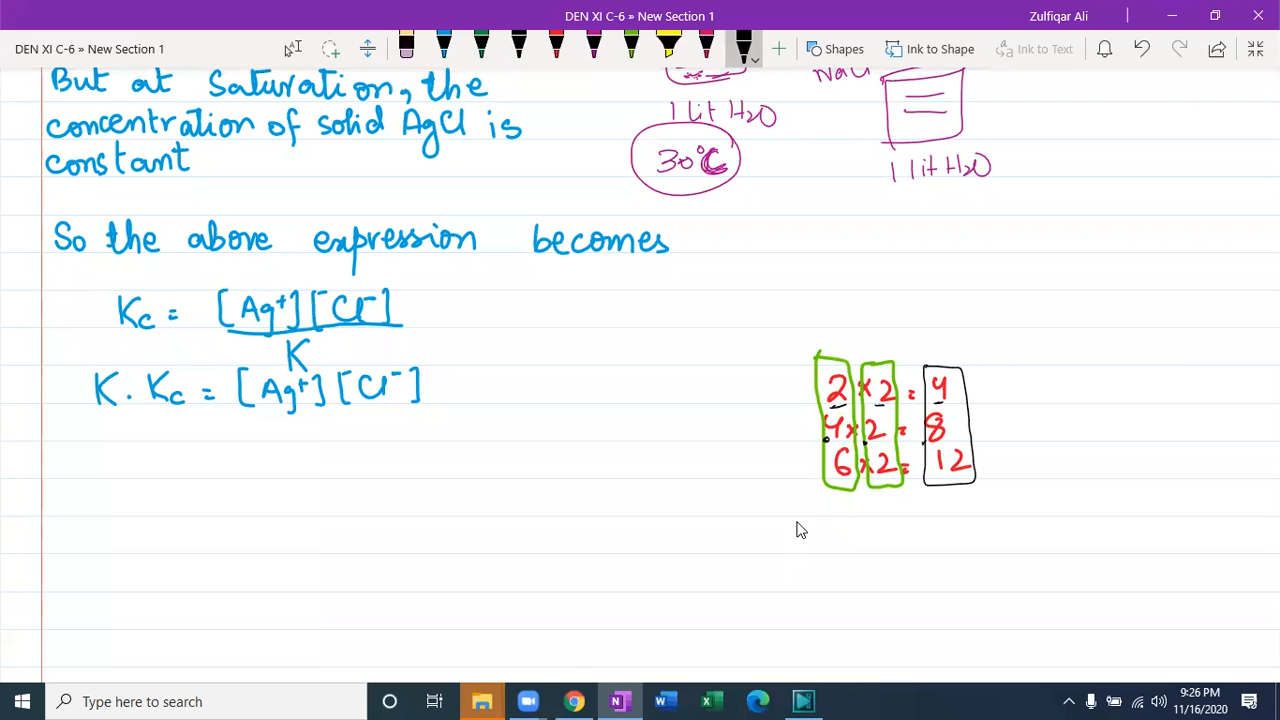 DEN XI C-6 » New Section 1
Zulfiqar Ali
DEN XI C-6 » New Section 1
Shapes
Ink to Shape
Ink to Text
But at Saturation, the
concentration of solid AgCl is
constant
1 lit H2O
30°C
NaCl
1 lit H2O
So the above expression becomes
Kc = [Ag+][Cl-]
K
K . Kc = [Ag+][Cl-]
2 × 2 = 4
4 × 2 = 8
6 × 2 = 12
Type here to search
9:26 PM
11/16/2020